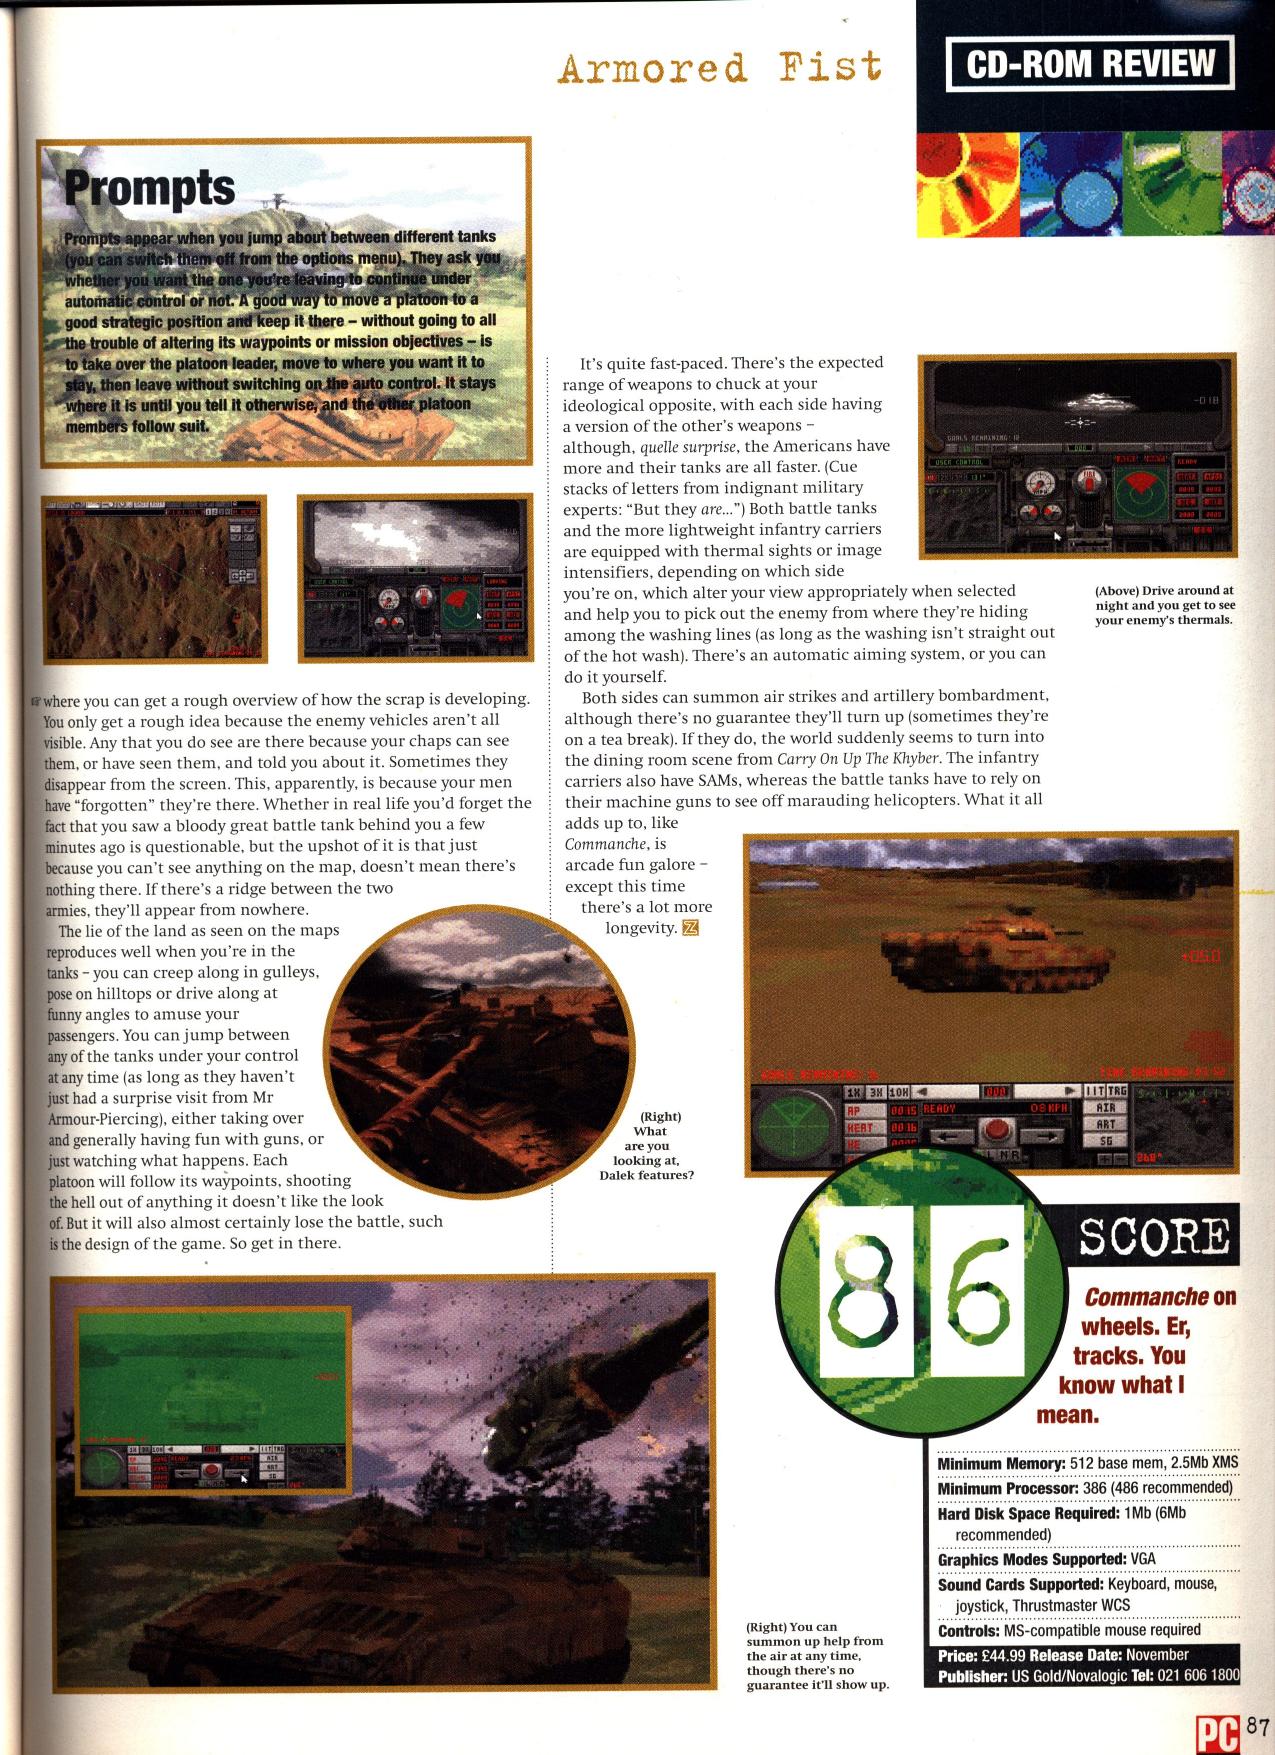 Armored Fist
CD-ROM REVIEW
Prompts
Prompts appear when you jump about between different tanks
(you can switch them off from the options menu). They ask you
whether you want the one you're leaving to continue under
automatic control or not. A good way to move a platoon to a
good strategic position and keep it there – without going to all
the trouble of altering its waypoints or mission objectives – is
to take over the platoon leader, move to where you want it to
stay, then leave without switching on the auto control. It stays
where it is until you tell it otherwise, and the other platoon
members follow suit.
where you can get a rough overview of how the scrap is developing.
You only get a rough idea because the enemy vehicles aren't all
visible. Any that you do see are there because your chaps can see
them, or have seen them, and told you about it. Sometimes they
disappear from the screen. This, apparently, is because your men
have “forgotten” they're there. Whether in real life you'd forget the
fact that you saw a bloody great battle tank behind you a few
minutes ago is questionable, but the upshot of it is that just
because you can't see anything on the map, doesn't mean there's
nothing there. If there's a ridge between the two
armies, they'll appear from nowhere.
The lie of the land as seen on the maps
reproduces well when you're in the
tanks – you can creep along in gulleys,
pose on hilltops or drive along at
funny angles to amuse your
passengers. You can jump between
any of the tanks under your control
at any time (as long as they haven't
just had a surprise visit from Mr
Armour-Piercing), either taking over
and generally having fun with guns, or
just watching what happens. Each
platoon will follow its waypoints, shooting
the hell out of anything it doesn't like the look
of. But it will also almost certainly lose the battle, such
is the design of the game. So get in there.
It's quite fast-paced. There's the expected
range of weapons to chuck at your
ideological opposite, with each side having
a version of the other's weapons –
although, quelle surprise, the Americans have
more and their tanks are all faster. (Cue
stacks of letters from indignant military
experts: “But they are...”) Both battle tanks
and the more lightweight infantry carriers
are equipped with thermal sights or image
intensifiers, depending on which side
you're on, which alter your view appropriately when selected
and help you to pick out the enemy from where they're hiding
among the washing lines (as long as the washing isn't straight out
of the hot wash). There's an automatic aiming system, or you can
do it yourself.
Both sides can summon air strikes and artillery bombardment,
although there's no guarantee they'll turn up (sometimes they're
on a tea break). If they do, the world suddenly seems to turn into
the dining room scene from Carry On Up The Khyber. The infantry
carriers also have SAMs, whereas the battle tanks have to rely on
their machine guns to see off marauding helicopters. What it all
adds up to, like
Commanche, is
arcade fun galore –
except this time
there's a lot more
longevity. Z
-018
GOALS REMAINING: 12
USER CONTROL
READY
(Above) Drive around at
night and you get to see
your enemy's thermals.
(Right)
What
are you
looking at,
Dalek features?
+050
1X 3X 10X
000
IIT TRG
AP 0015 READY 08 MPH
HEAT 0016
HE
AIR
ART
SG
L N R
268°
86
SCORE
Commanche on
wheels. Er,
tracks. You
know what I
mean.
Minimum Memory: 512 base mem, 2.5Mb XMS
Minimum Processor: 386 (486 recommended)
Hard Disk Space Required: 1Mb (6Mb
recommended)
Graphics Modes Supported: VGA
Sound Cards Supported: Keyboard, mouse,
joystick, Thrustmaster WCS
Controls: MS-compatible mouse required
Price: £44.99 Release Date: November
Publisher: US Gold/Novalogic Tel: 021 606 1800
(Right) You can
summon up help from
the air at any time,
though there's no
guarantee it'll show up.
PC 87